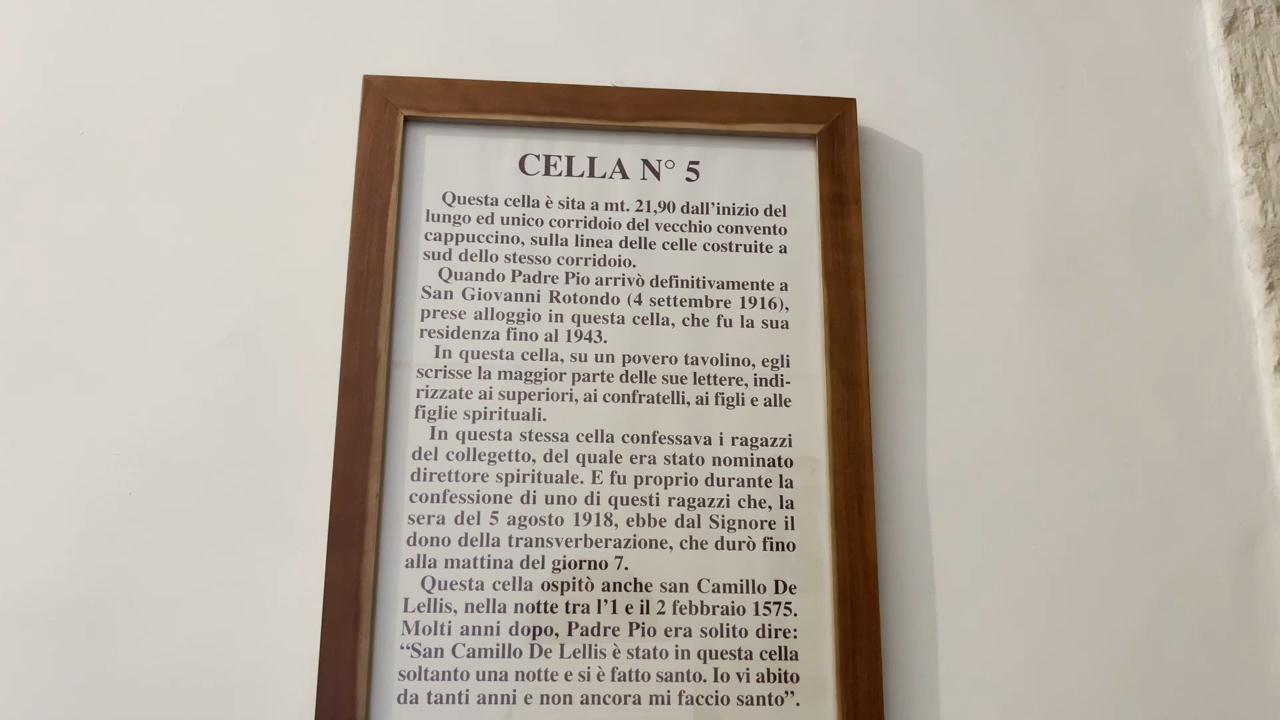 CELLA N° 5
Questa cella è sita a mt. 21,90 dall'inizio del
lungo ed unico corridoio del vecchio convento
cappuccino, sulla linea delle celle costruite a
sud dello stesso corridoio.
Quando Padre Pio arrivò definitivamente a
San Giovanni Rotondo (4 settembre 1916),
prese alloggio in questa cella, che fu la sua
residenza fino al 1943.
In questa cella, su un povero tavolino, egli
scrisse la maggior parte delle sue lettere, indi-
rizzate ai superiori, ai confratelli, ai figli e alle
figlie spirituali.
In questa stessa cella confessava i ragazzi
del collegetto, del quale era stato nominato
direttore spirituale. E fu proprio durante la
confessione di uno di questi ragazzi che, la
sera del 5 agosto 1918, ebbe dal Signore il
dono della transverberazione, che durò fino
alla mattina del giorno 7.
Questa cella ospitò anche san Camillo De
Lellis, nella notte tra l'1 e il 2 febbraio 1575.
Molti anni dopo, Padre Pio era solito dire:
“San Camillo De Lellis è stato in questa cella
soltanto una notte e si è fatto santo. Io vi abito
da tanti anni e non ancora mi faccio santo”.